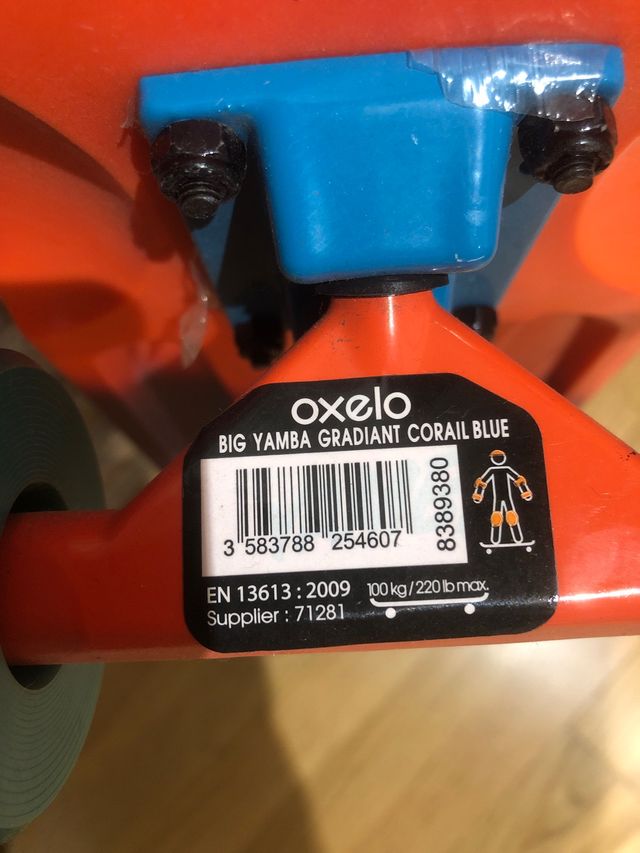 oxelo
BIG YAMBA GRADIANT CORAIL BLUE
3 583788 254607
8389380
EN 13613 : 2009
100 kg / 220 lb max.
Supplier : 71281